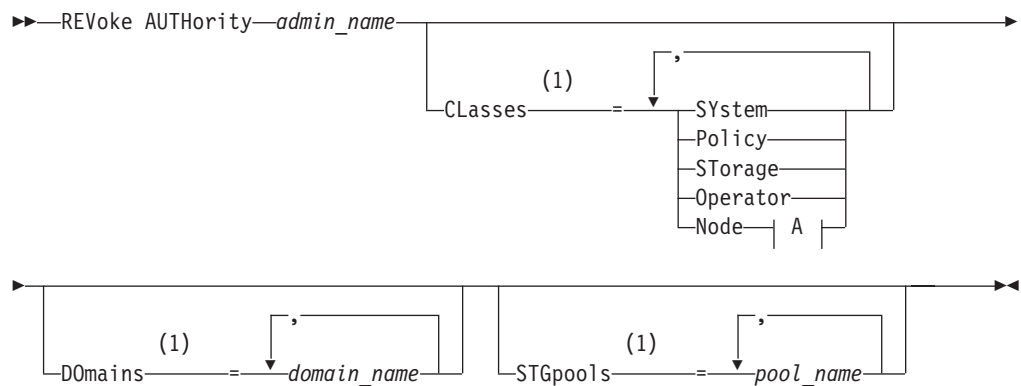 REVoke AUTHority admin_name
,
(1)
CLasses = SYstem
Policy
STorage
Operator
Node A
, ,
(1) (1)
DOmains = domain_name STGpools = pool_name